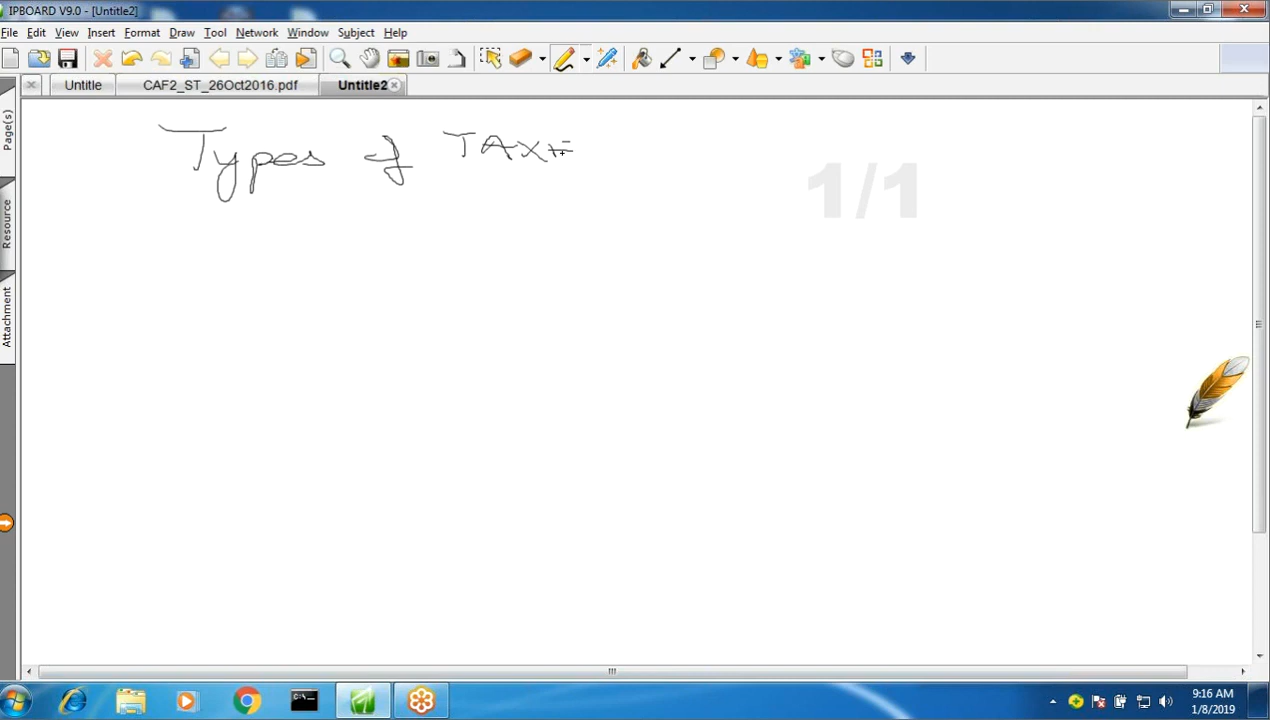 IPBOARD V9.0 - [Untitle2]
File Edit View Insert Format Draw Tool Network Window Subject Help
Untitle CAF2_ST_26Oct2016.pdf Untitle2
Page(s)
Resource
Attachment
Types of TAXE
1/1
9:16 AM
1/8/2019